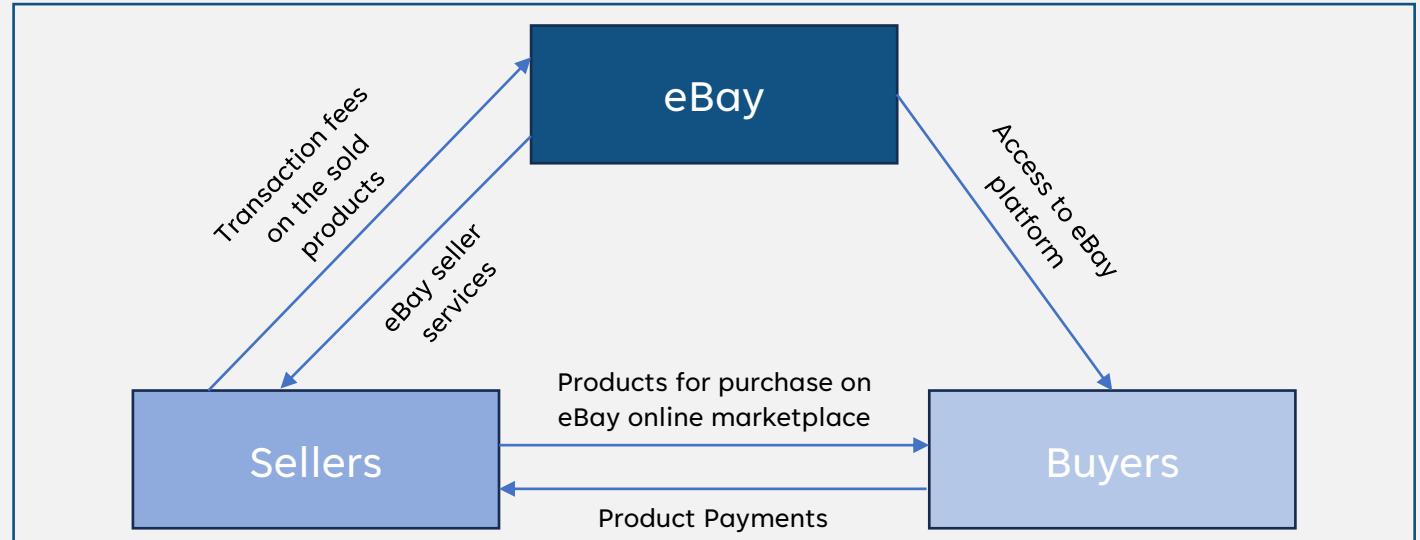 eBay
Transaction fees
on the sold
products
eBay seller
services
Access to eBay
platform
Products for purchase on
eBay online marketplace
Sellers
Buyers
Product Payments